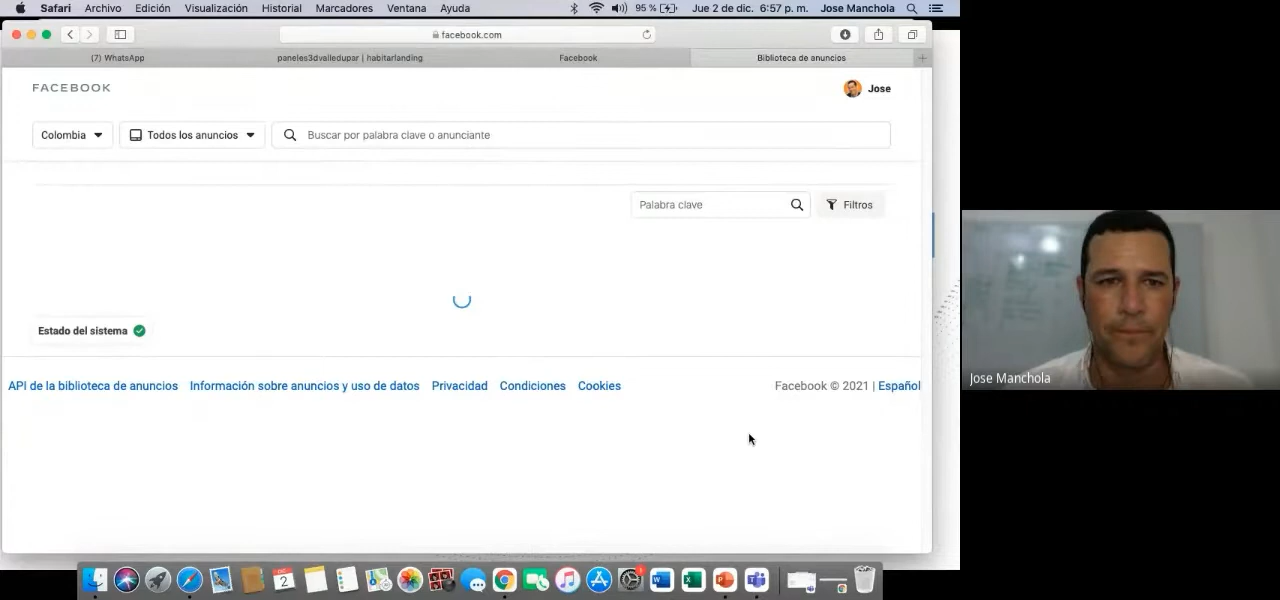 Safari Archivo Edición Visualización Historial Marcadores Ventana Ayuda 95 % Jue 2 de dic. 6:57 p. m. Jose Manchola
facebook.com
(7) WhatsApp paneles3dvalledupar | habitarlanding Facebook Biblioteca de anuncios
FACEBOOK Jose
Colombia Todos los anuncios Buscar por palabra clave o anunciante
Palabra clave Filtros
Estado del sistema
API de la biblioteca de anuncios Información sobre anuncios y uso de datos Privacidad Condiciones Cookies Facebook © 2021 | Español
Jose Manchola
2